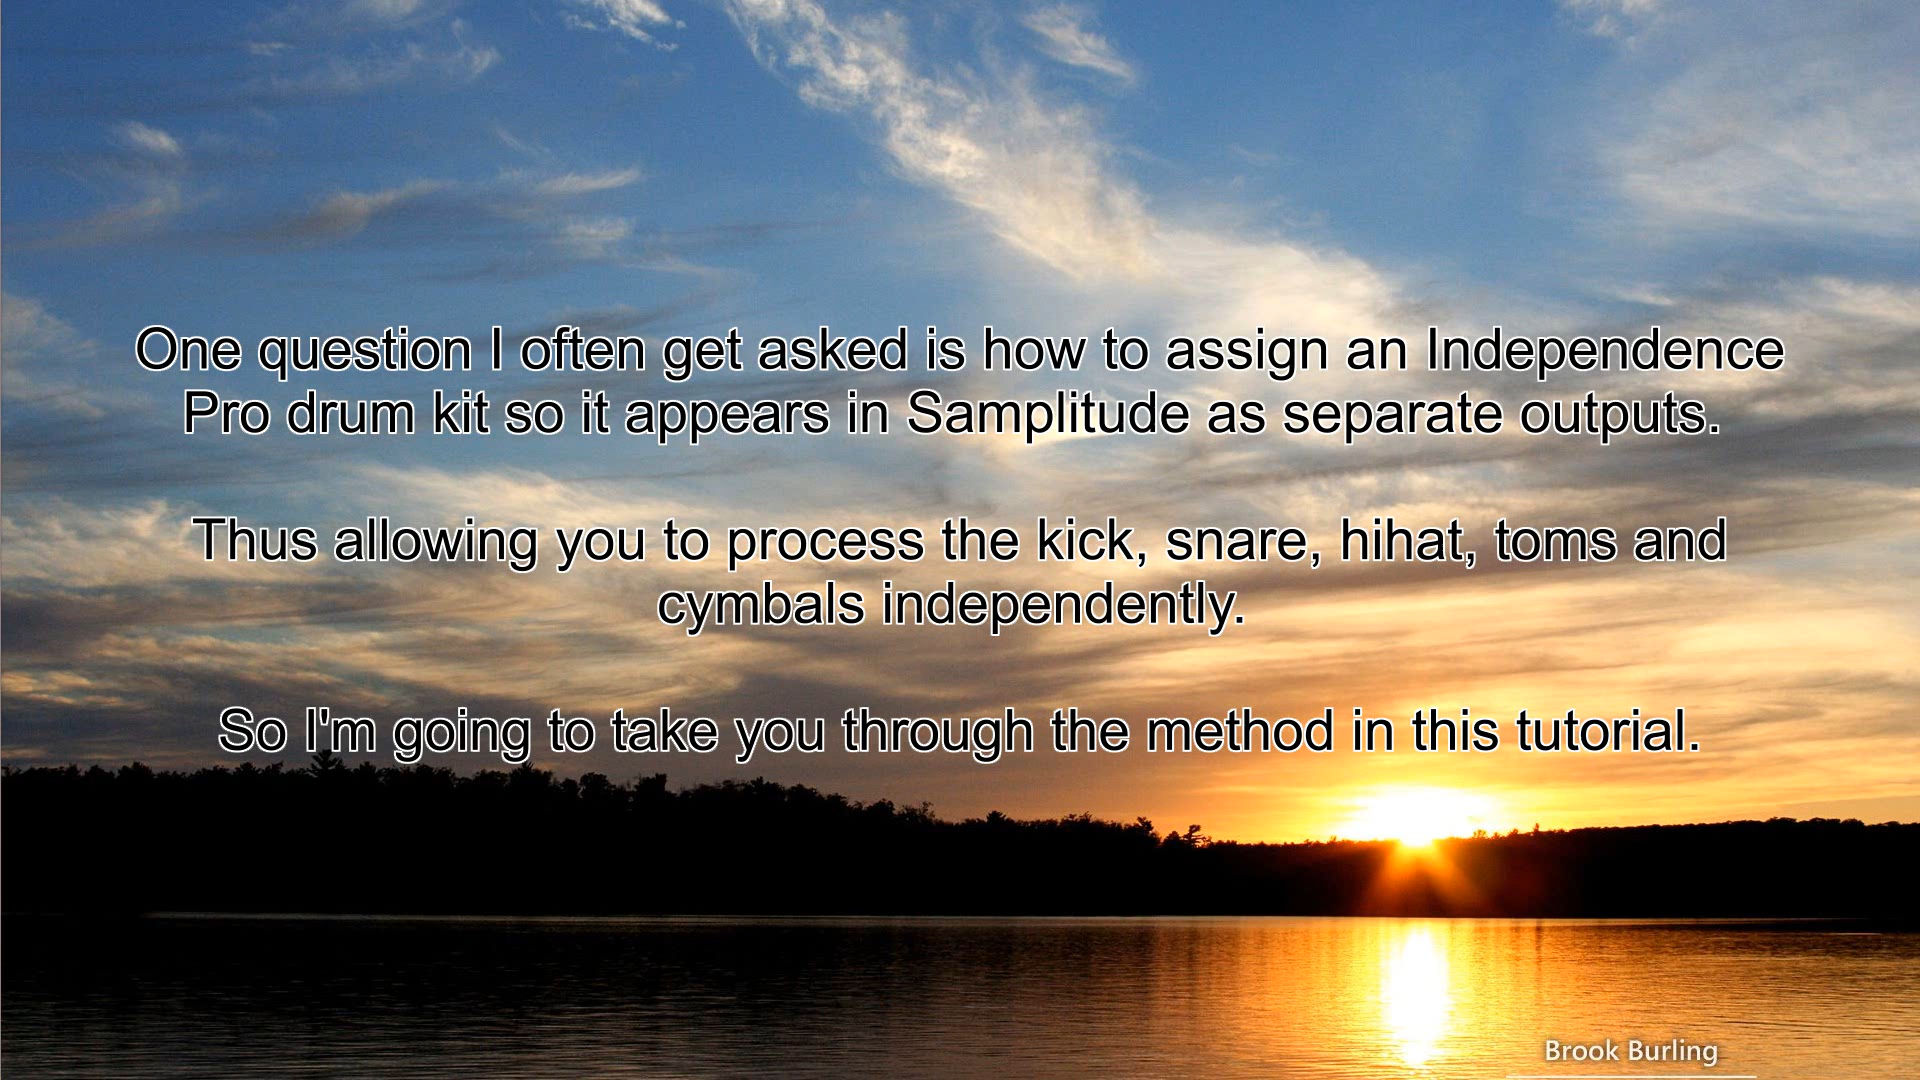 One question I often get asked is how to assign an Independence
Pro drum kit so it appears in Samplitude as separate outputs.
Thus allowing you to process the kick, snare, hihat, toms and
cymbals independently.
So I'm going to take you through the method in this tutorial.
Brook Burling